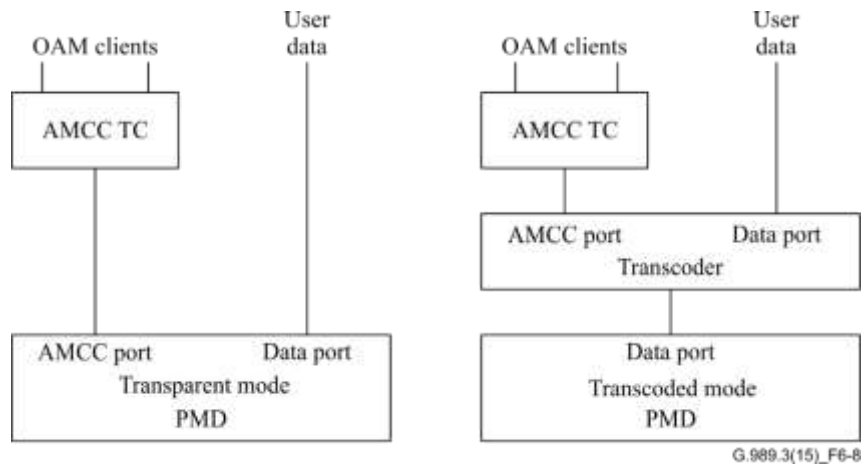 User
data
OAM clients
AMCC TC
AMCC port
Data port
Transparent mode
PMD
User
data
OAM clients
AMCC TC
AMCC port
Data port
Transcoder
Data port
Transcoded mode
PMD
G.989.3(15)_F6-8